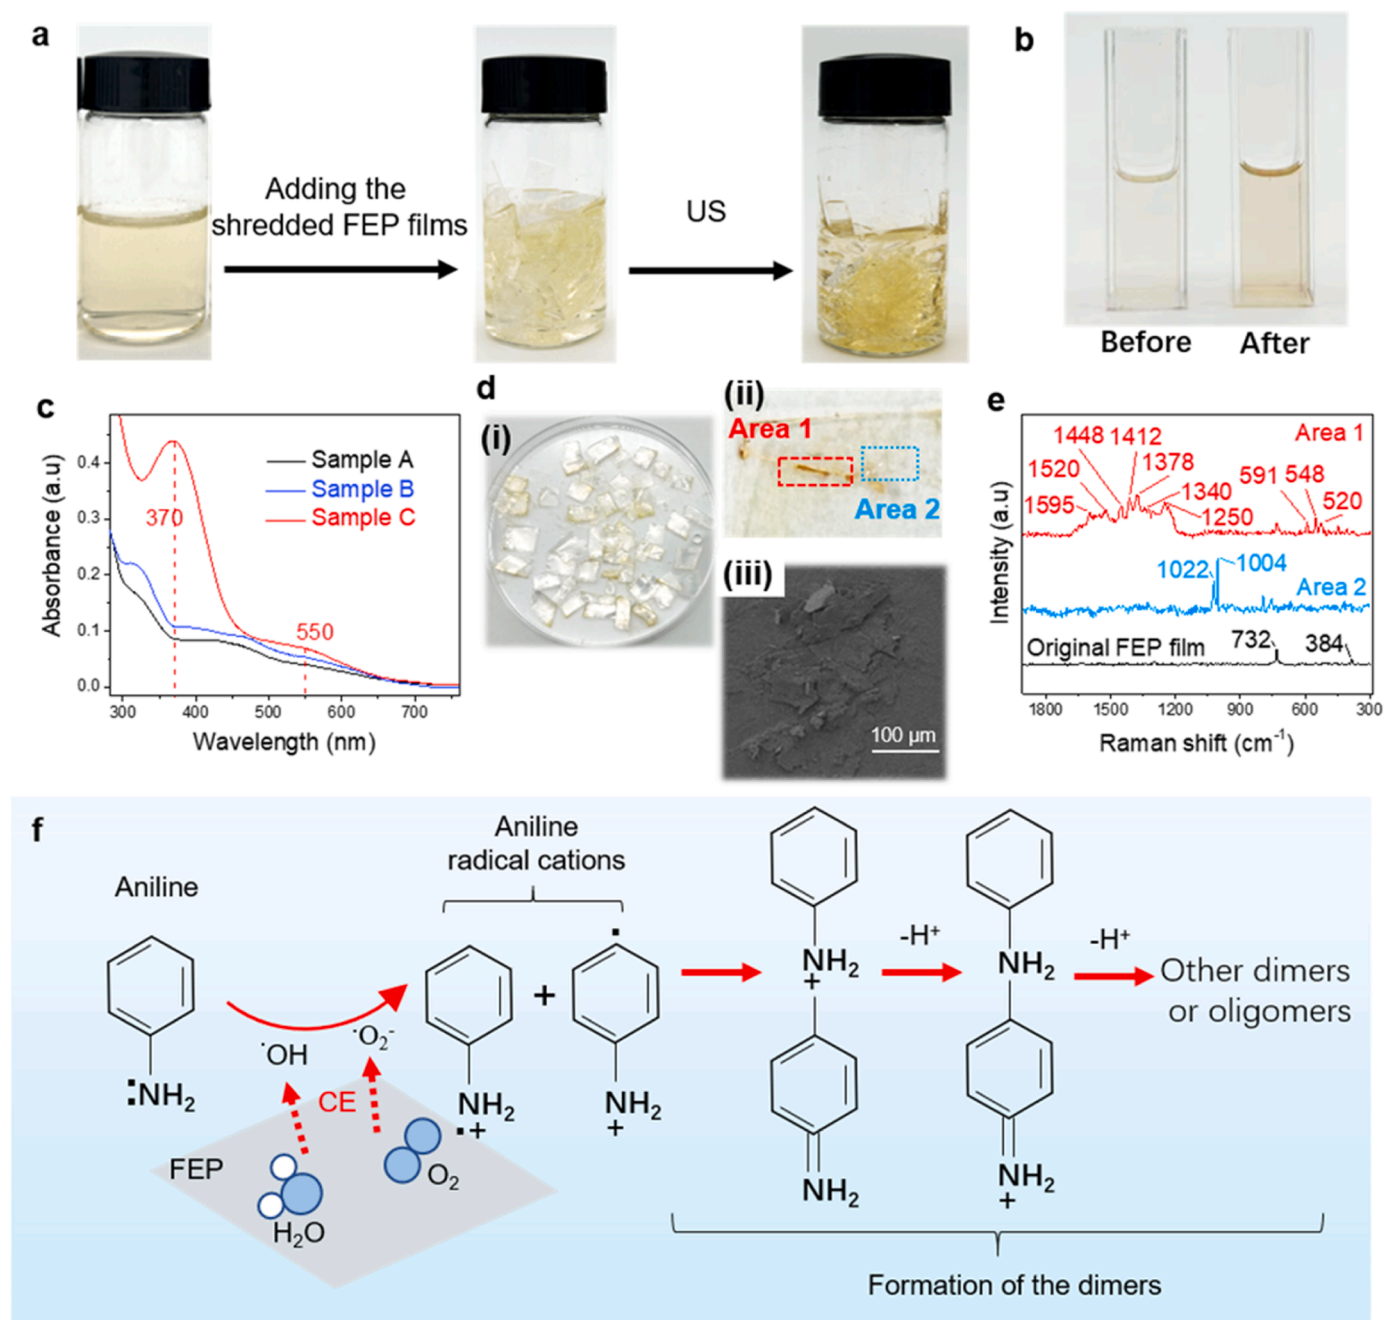 a
Adding the
shredded FEP films
US
b
Before
After
c
Absorbance (a.u)
0.4
0.3
0.2
0.1
0.0
370
550
Sample A
Sample B
Sample C
300 400 500 600 700
Wavelength (nm)
d
(i)
(ii)
Area 1
Area 2
(iii)
100 µm
e
Intensity (a.u)
Area 1
1448 1412
1520 1378
1595 1340
1250
591 548
520
1022 1004
Area 2
Original FEP film
732
384
1800 1500 1200 900 600 300
Raman shift (cm⁻¹)
f
Aniline
:NH₂
·OH
·O₂⁻
CE
FEP
H₂O
O₂
Aniline
radical cations
NH₂
·+
+
·
NH₂
+
NH₂
+
NH₂
-H⁺
NH₂
NH₂
+
-H⁺
Other dimers
or oligomers
Formation of the dimers